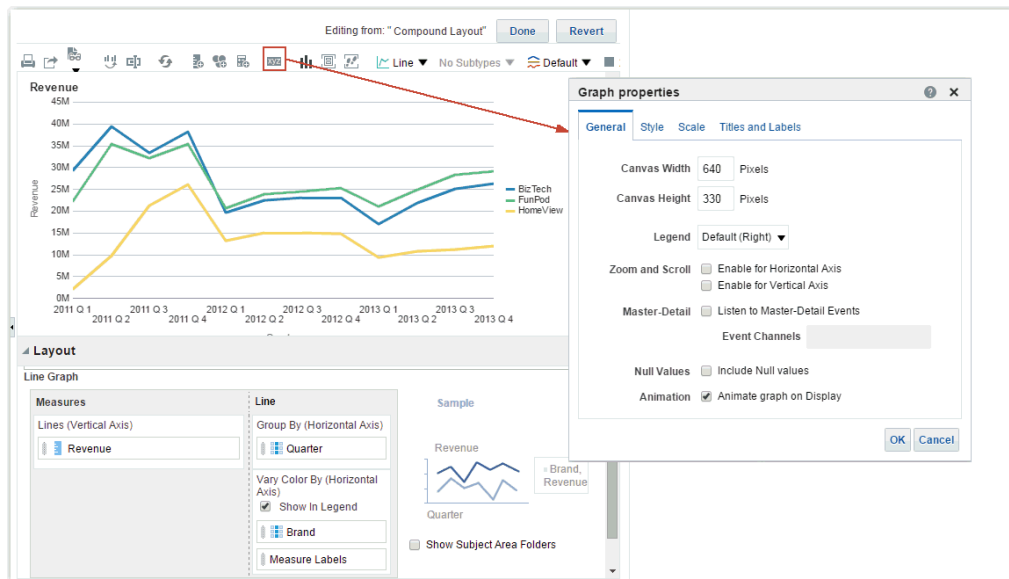 Editing from: "Compound Layout" Done Revert
XYZ Line No Subtypes Default
Revenue
45M
40M
35M
30M
25M
20M
15M
10M
5M
0M
Revenue
2011 Q 1 2011 Q 2 2011 Q 3 2011 Q 4 2012 Q 1 2012 Q 2 2012 Q 3 2012 Q 4 2013 Q 1 2013 Q 2 2013 Q 3 2013 Q 4
BizTech
FunPod
HomeView
Layout
Line Graph
Measures
Lines (Vertical Axis)
Revenue
Line
Group By (Horizontal Axis)
Quarter
Vary Color By (Horizontal
Axis)
Show In Legend
Brand
Measure Labels
Sample
Revenue
Brand,
Revenue
Quarter
Show Subject Area Folders
Graph properties
General Style Scale Titles and Labels
Canvas Width 640 Pixels
Canvas Height 330 Pixels
Legend Default (Right)
Zoom and Scroll Enable for Horizontal Axis
Enable for Vertical Axis
Master-Detail Listen to Master-Detail Events
Event Channels
Null Values Include Null values
Animation Animate graph on Display
OK Cancel